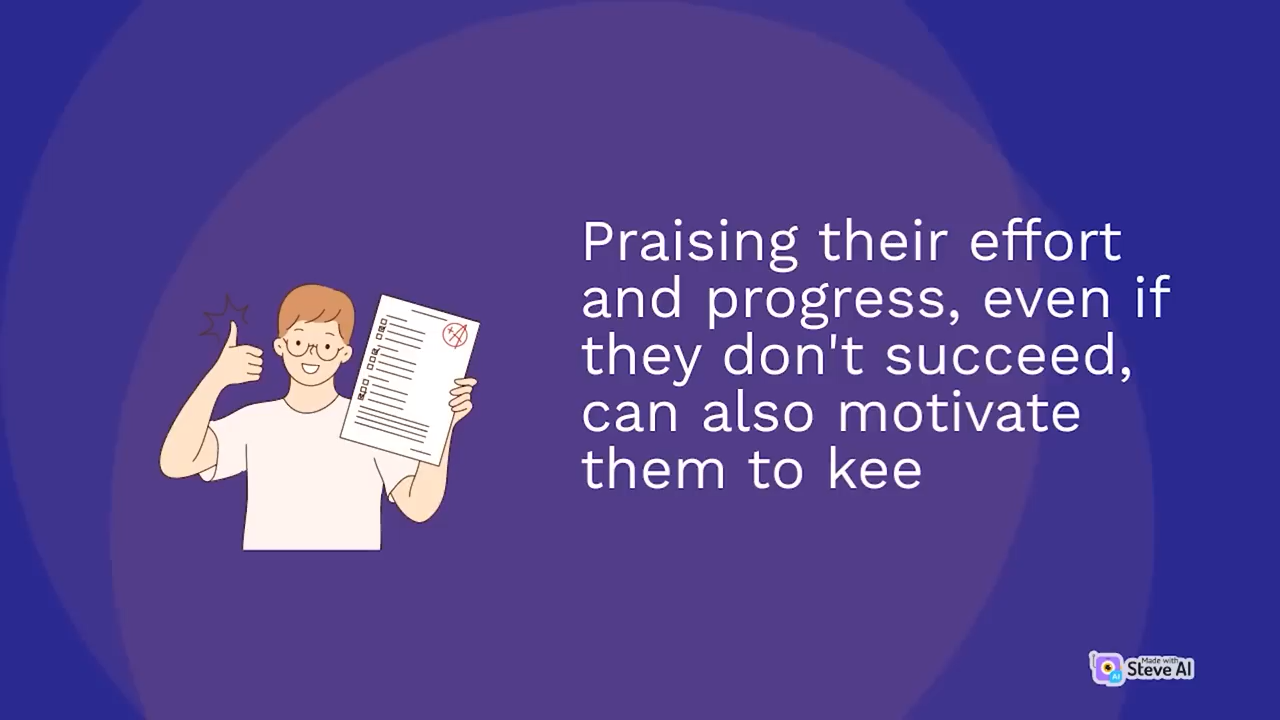 Praising their effort
and progress, even if
they don't succeed,
can also motivate
them to kee
A+
Made with
Steve AI
AI